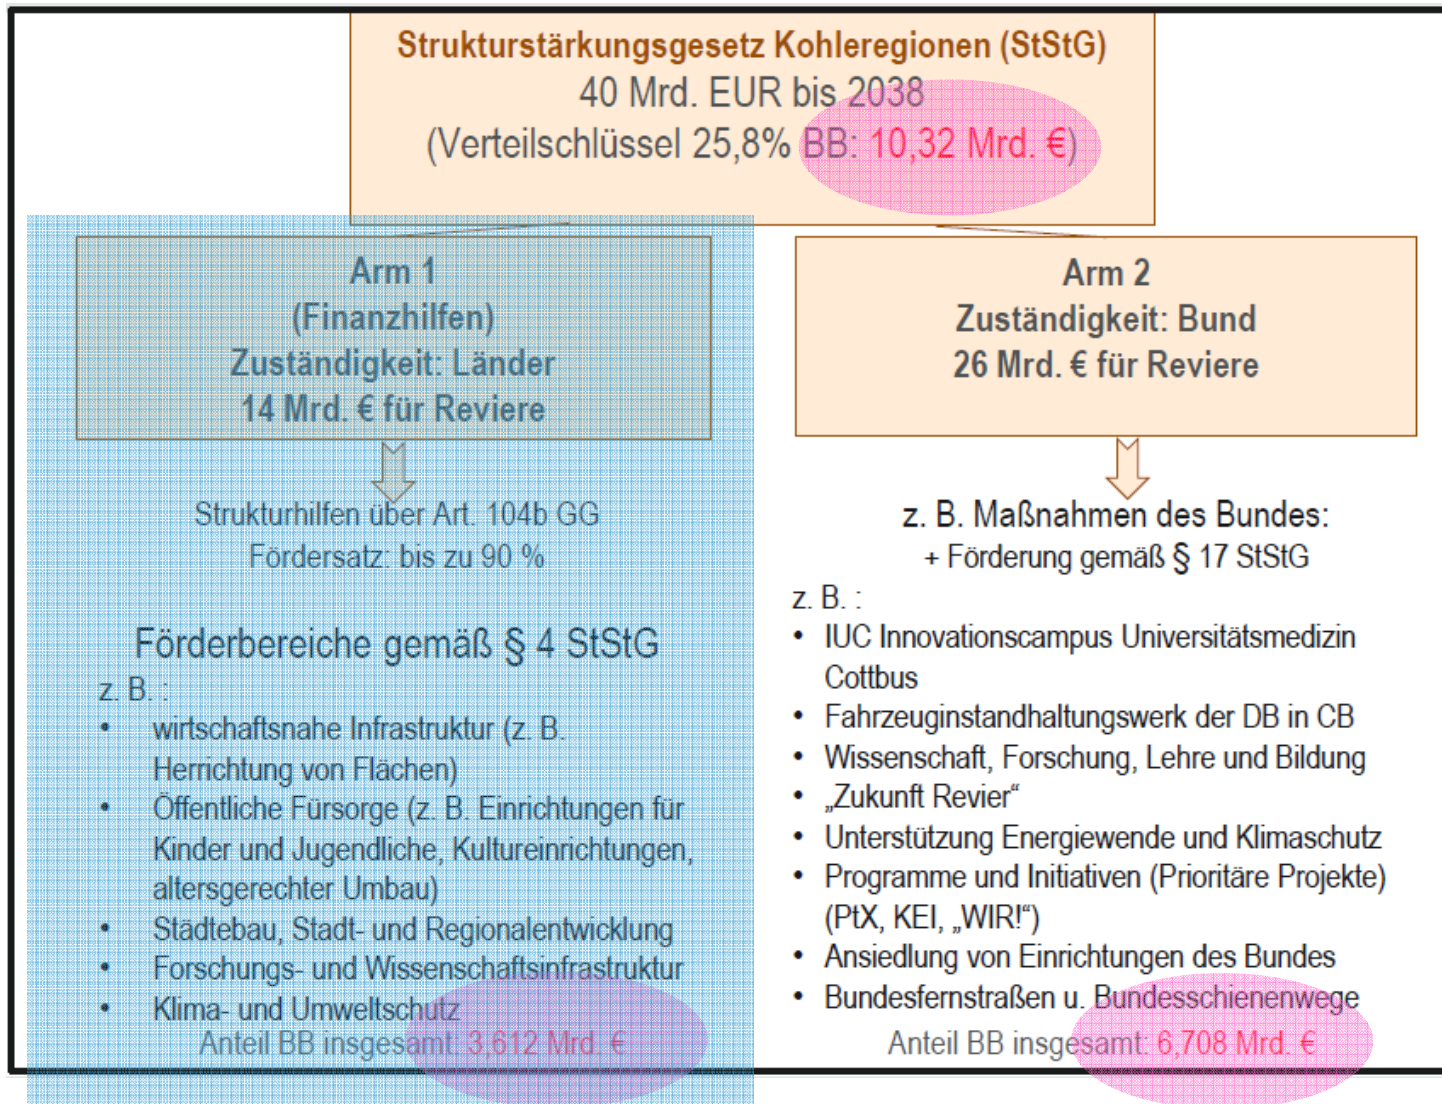 Strukturstärkungsgesetz Kohleregionen (StStG)
40 Mrd. EUR bis 2038
(Verteilschlüssel 25,8% BB: 10,32 Mrd. €)
Arm 1
(Finanzhilfen)
Zuständigkeit: Länder
14 Mrd. € für Reviere
Strukturhilfen über Art. 104b GG
Fördersatz: bis zu 90 %
Förderbereiche gemäß § 4 StStG
z. B. :
• wirtschaftsnahe Infrastruktur (z. B.
Herrichtung von Flächen)
• Öffentliche Fürsorge (z. B. Einrichtungen für
Kinder und Jugendliche, Kultureinrichtungen,
altersgerechter Umbau)
• Städtebau, Stadt- und Regionalentwicklung
• Forschungs- und Wissenschaftsinfrastruktur
• Klima- und Umweltschutz
Anteil BB insgesamt: 3,612 Mrd. €
Arm 2
Zuständigkeit: Bund
26 Mrd. € für Reviere
z. B. Maßnahmen des Bundes:
+ Förderung gemäß § 17 StStG
z. B. :
• IUC Innovationscampus Universitätsmedizin
Cottbus
• Fahrzeuginstandhaltungswerk der DB in CB
• Wissenschaft, Forschung, Lehre und Bildung
• „Zukunft Revier“
• Unterstützung Energiewende und Klimaschutz
• Programme und Initiativen (Prioritäre Projekte)
(PtX, KEI, „WIR!“)
• Ansiedlung von Einrichtungen des Bundes
• Bundesfernstraßen u. Bundesschienenwege
Anteil BB insgesamt: 6,708 Mrd. €